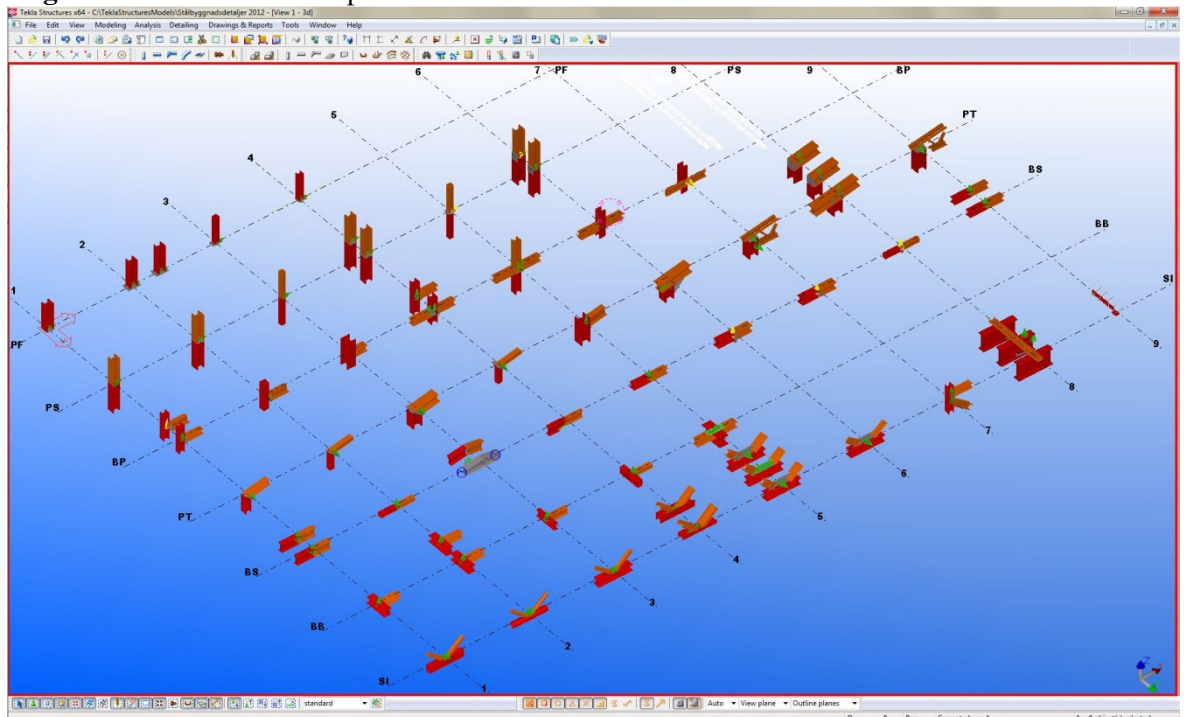 Tekla Structures x64 - C:\TeklaStructuresModels\Stålbyggnadsdetaljer 2012 - [View 1 - 3d]
File Edit View Modeling Analysis Detailing Drawings & Reports Tools Window Help
6 7 PF 8 PS 9 BP
5 PT
4 BS
3 BB
2 SI
1
PF 9
8
PS 7
BP 6
PT 5
BS 4
BB 3
SI 2
1
standard Auto View plane Outline planes